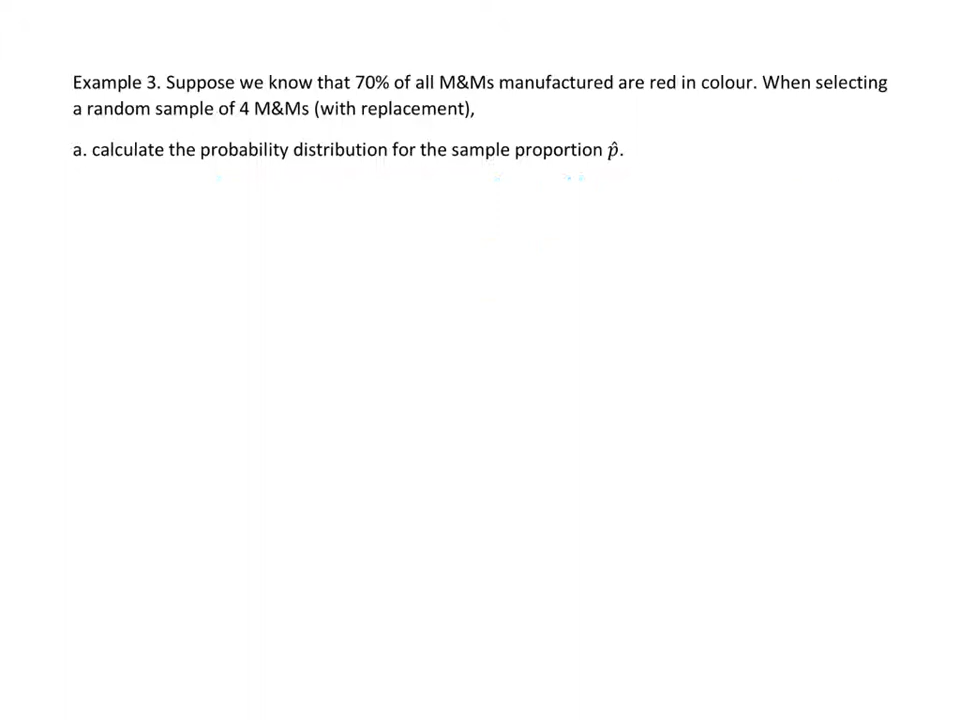 Example 3. Suppose we know that 70% of all M&Ms manufactured are red in colour. When selecting
a random sample of 4 M&Ms (with replacement),
a. calculate the probability distribution for the sample proportion p̂.